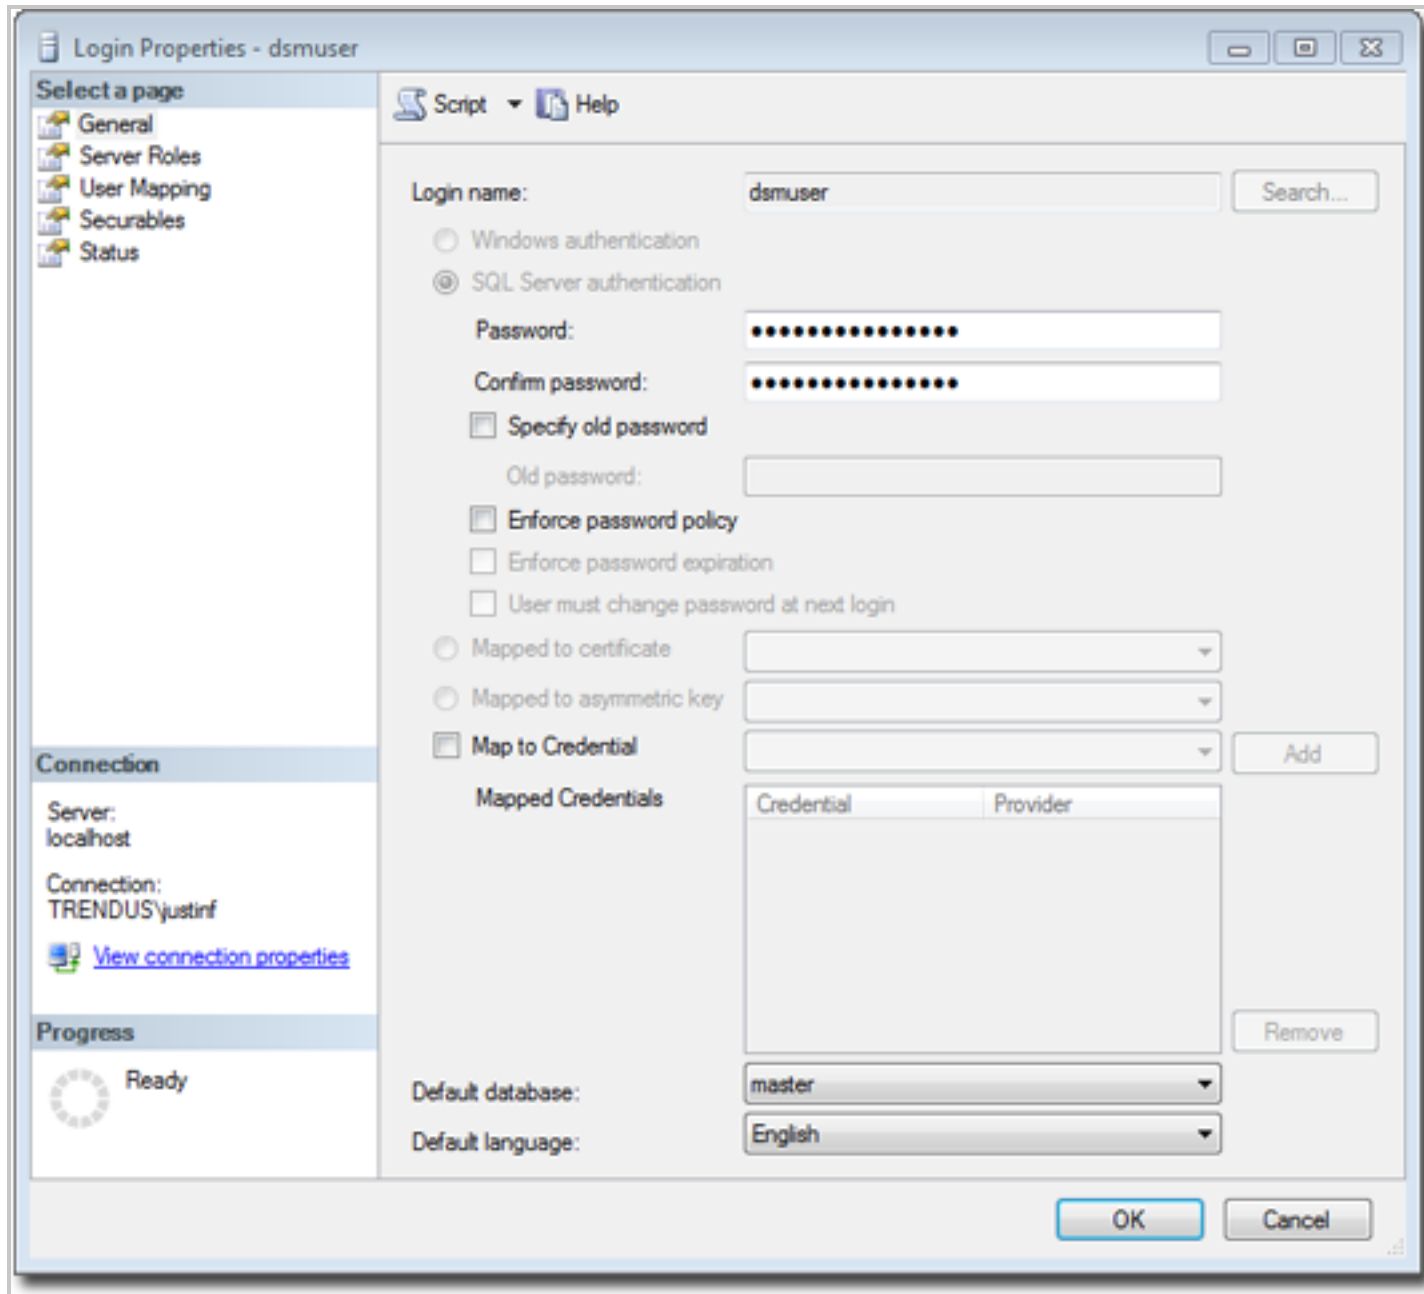 Login Properties - dsmuser
Select a page
General
Server Roles
User Mapping
Securables
Status
Script
Help
Login name:
dsmuser
Search...
Windows authentication
SQL Server authentication
Password:
●●●●●●●●●●●●●●●
Confirm password:
●●●●●●●●●●●●●●●
Specify old password
Old password:
Enforce password policy
Enforce password expiration
User must change password at next login
Mapped to certificate
Mapped to asymmetric key
Map to Credential
Add
Mapped Credentials
Credential
Provider
Remove
Default database:
master
Default language:
English
Connection
Server:
localhost
Connection:
TRENDUS\justinf
View connection properties
Progress
Ready
OK
Cancel